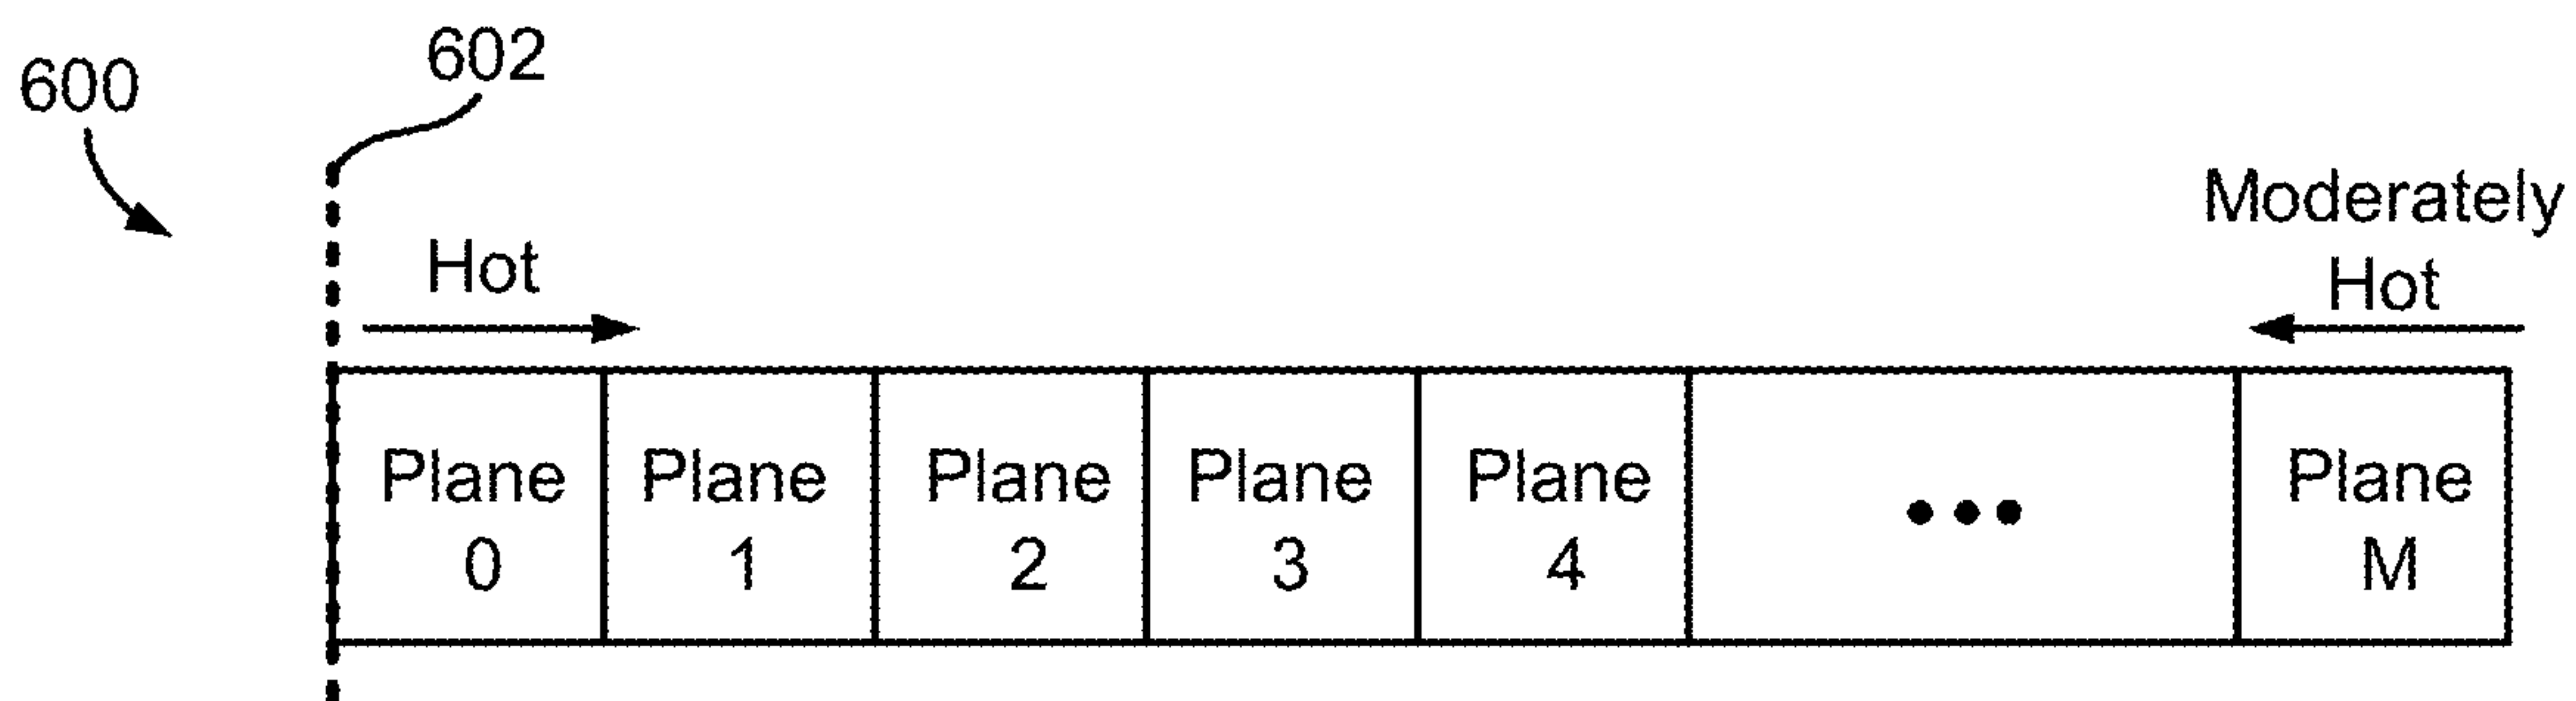 602
600
Moderately
Hot
Hot
Plane Plane Plane Plane Plane ••• Plane
0 1 2 3 4 M